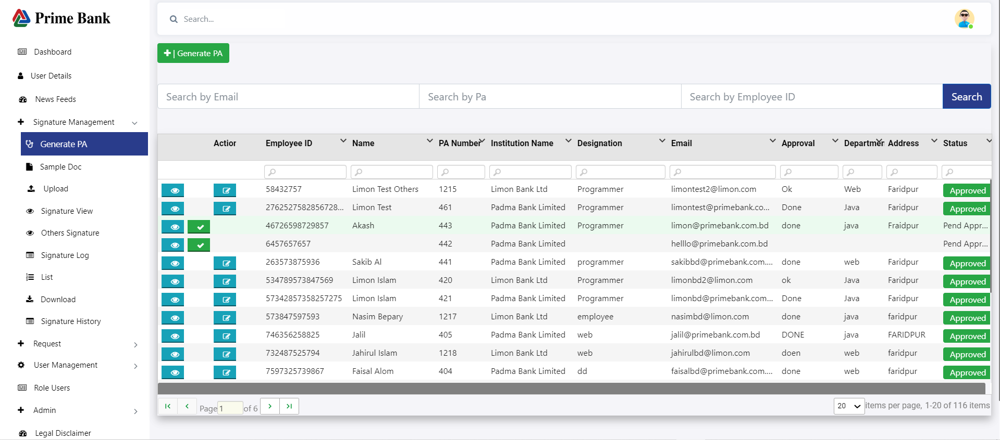 Prime Bank
Search...
Dashboard
User Details
News Feeds
Signature Management
Generate PA
Sample Doc
Upload
Signature View
Others Signature
Signature Log
List
Download
Signature History
Request
User Management
Role Users
Admin
Legal Disclaimer
| Generate PA
Search by Email Search by Pa Search by Employee ID Search
Action Employee ID Name PA Number Institution Name Designation Email Approval Departmen Address Status
58432757 Limon Test Others 1215 Limon Bank Ltd Programmer limontest2@limon.com Ok Web Faridpur Approved
2762527582856728... Limon Test 461 Padma Bank Limited Programmer limontest@primebank.co... Done Java Faridpur Approved
46726598729857 Akash 443 Padma Bank Limited Programmer limon@primebank.com.bd done java Fraidpur Pend Appr...
6457657657 442 Padma Bank Limited helllo@primebank.com.bd Pend Appr...
263573875936 Sakib Al 441 Padma Bank Limited programmer sakibbd@primebank.com.... done web Faridpur Approved
534789573847569 Limon Islam 420 Limon Bank Ltd Programmer limonbd2@limon.com ok Java Faridpur Approved
57342857358257275 Limon Islam 421 Padma Bank Limited Programmer limonbd@primebank.com... Done Java Faridpur Approved
573847597593 Nasim Bepary 1217 Limon Bank Ltd employee nasimbd@limon.com done java faridpur Approved
746356258825 Jalil 405 Padma Bank Limited web jalil@primebank.com.bd DONE java FARIDPUR Approved
732487525794 Jahirul Islam 1218 Limon Bank Ltd web jahirulbd@limon.com doen web faridpur Approved
7597325739867 Faisal Alom 404 Padma Bank Limited dd faisalbd@primebank.com.... done web faridpur Approved
Page 1 of 6 20 items per page, 1-20 of 116 items